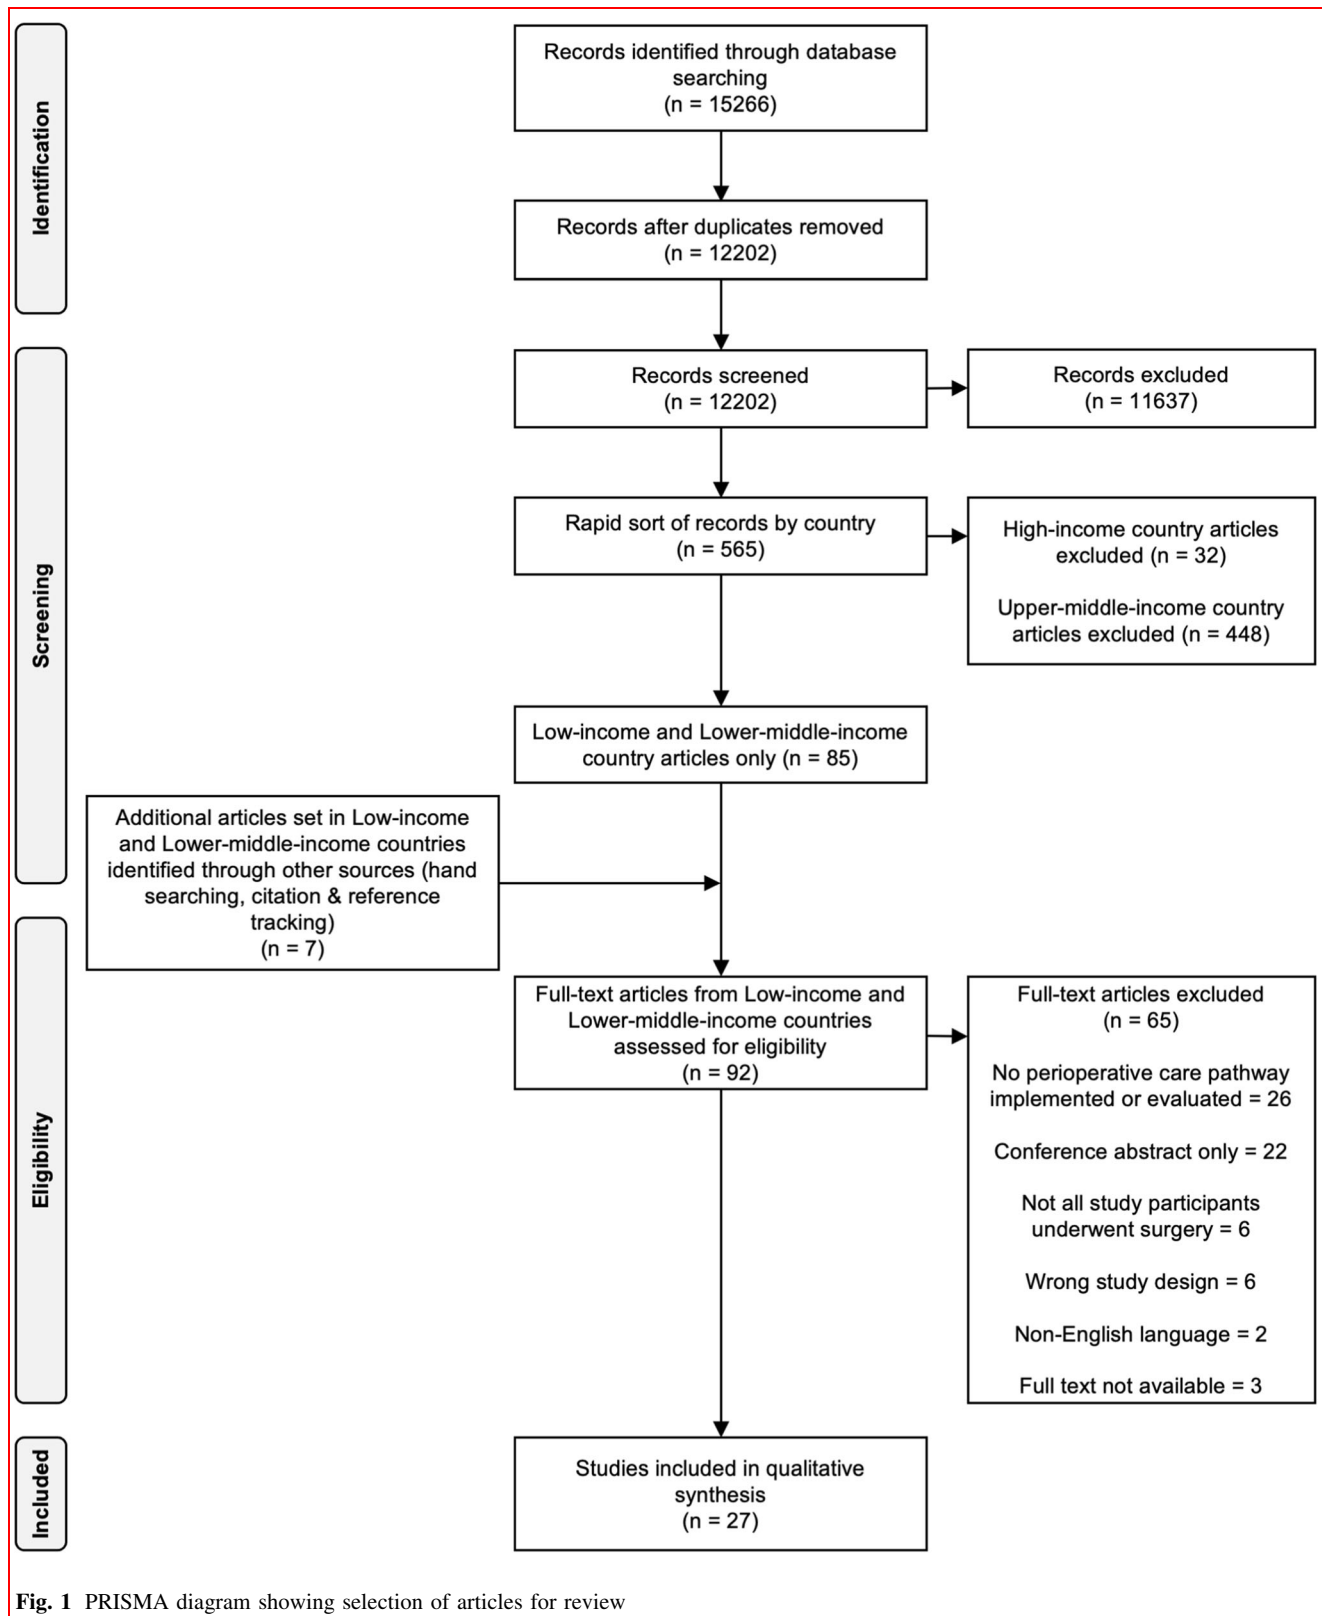 Identification
Records identified through database
searching
(n = 15266)
Records after duplicates removed
(n = 12202)
Screening
Records screened
(n = 12202)
Records excluded
(n = 11637)
Rapid sort of records by country
(n = 565)
High-income country articles
excluded (n = 32)
Upper-middle-income country
articles excluded (n = 448)
Low-income and Lower-middle-income
country articles only (n = 85)
Additional articles set in Low-income
and Lower-middle-income countries
identified through other sources (hand
searching, citation & reference
tracking)
(n = 7)
Eligibility
Full-text articles from Low-income and
Lower-middle-income countries
assessed for eligibility
(n = 92)
Full-text articles excluded
(n = 65)
No perioperative care pathway
implemented or evaluated = 26
Conference abstract only = 22
Not all study participants
underwent surgery = 6
Wrong study design = 6
Non-English language = 2
Full text not available = 3
Included
Studies included in qualitative
synthesis
(n = 27)
Fig. 1 PRISMA diagram showing selection of articles for review